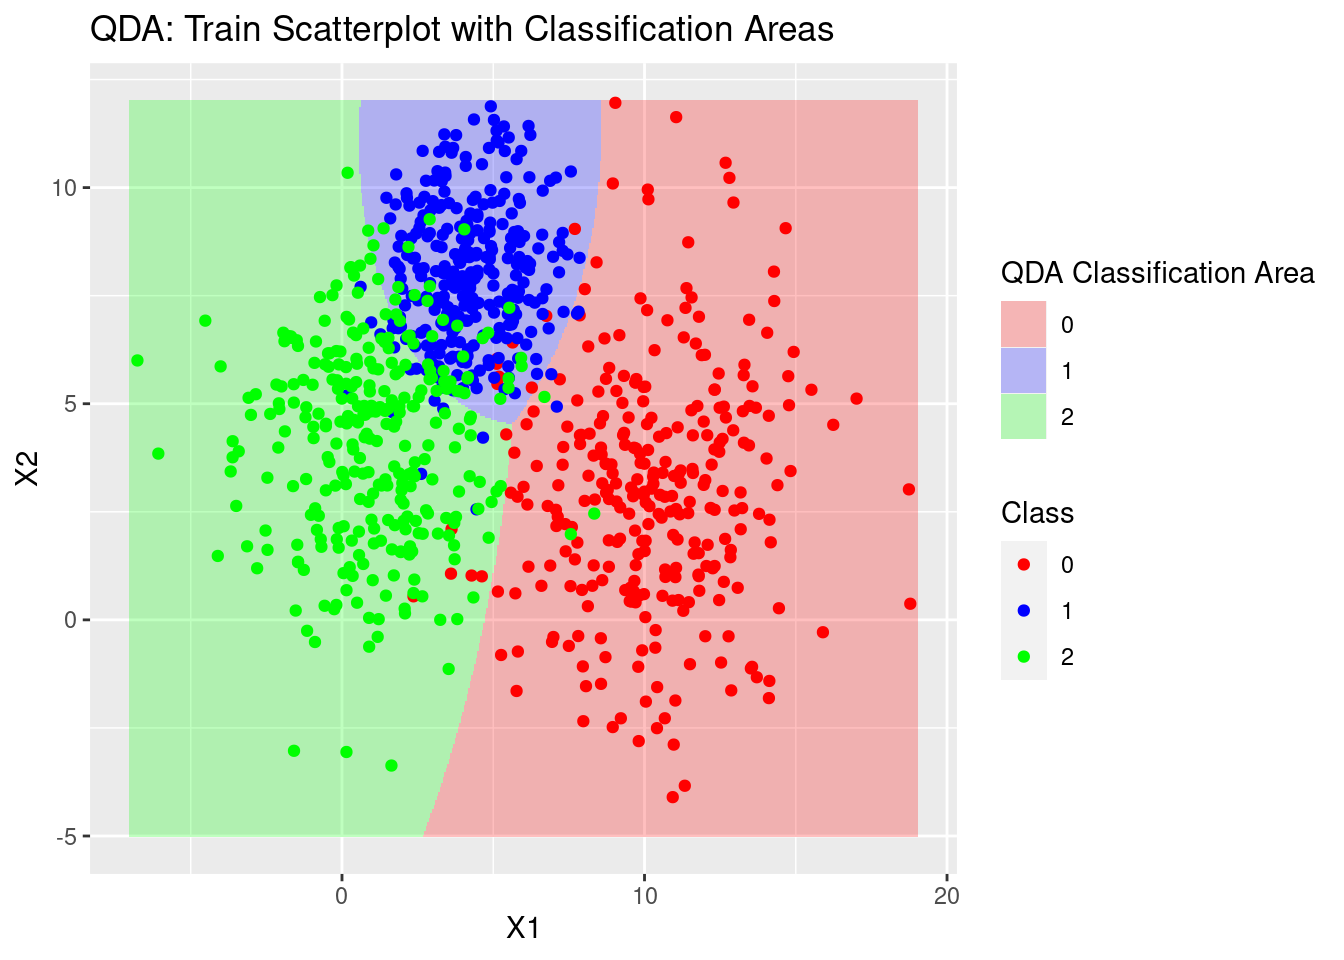 QDA: Train Scatterplot with Classification Areas
X2
10
5
0
-5
0
10
20
X1
QDA Classification Area
0
1
2
Class
0
1
2